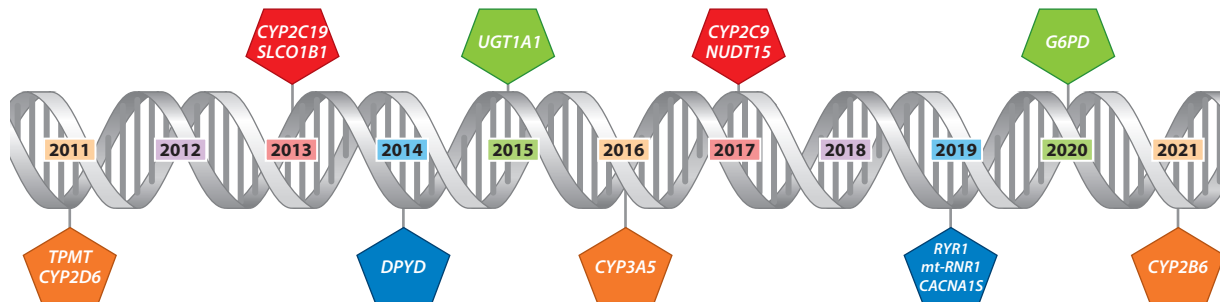 CYP2C19
SLCO1B1
UGT1A1
CYP2C9
NUDT15
G6PD
2011
2012
2013
2014
2015
2016
2017
2018
2019
2020
2021
TPMT
CYP2D6
DPYD
CYP3A5
RYR1
mt-RNR1
CACNA1S
CYP2B6